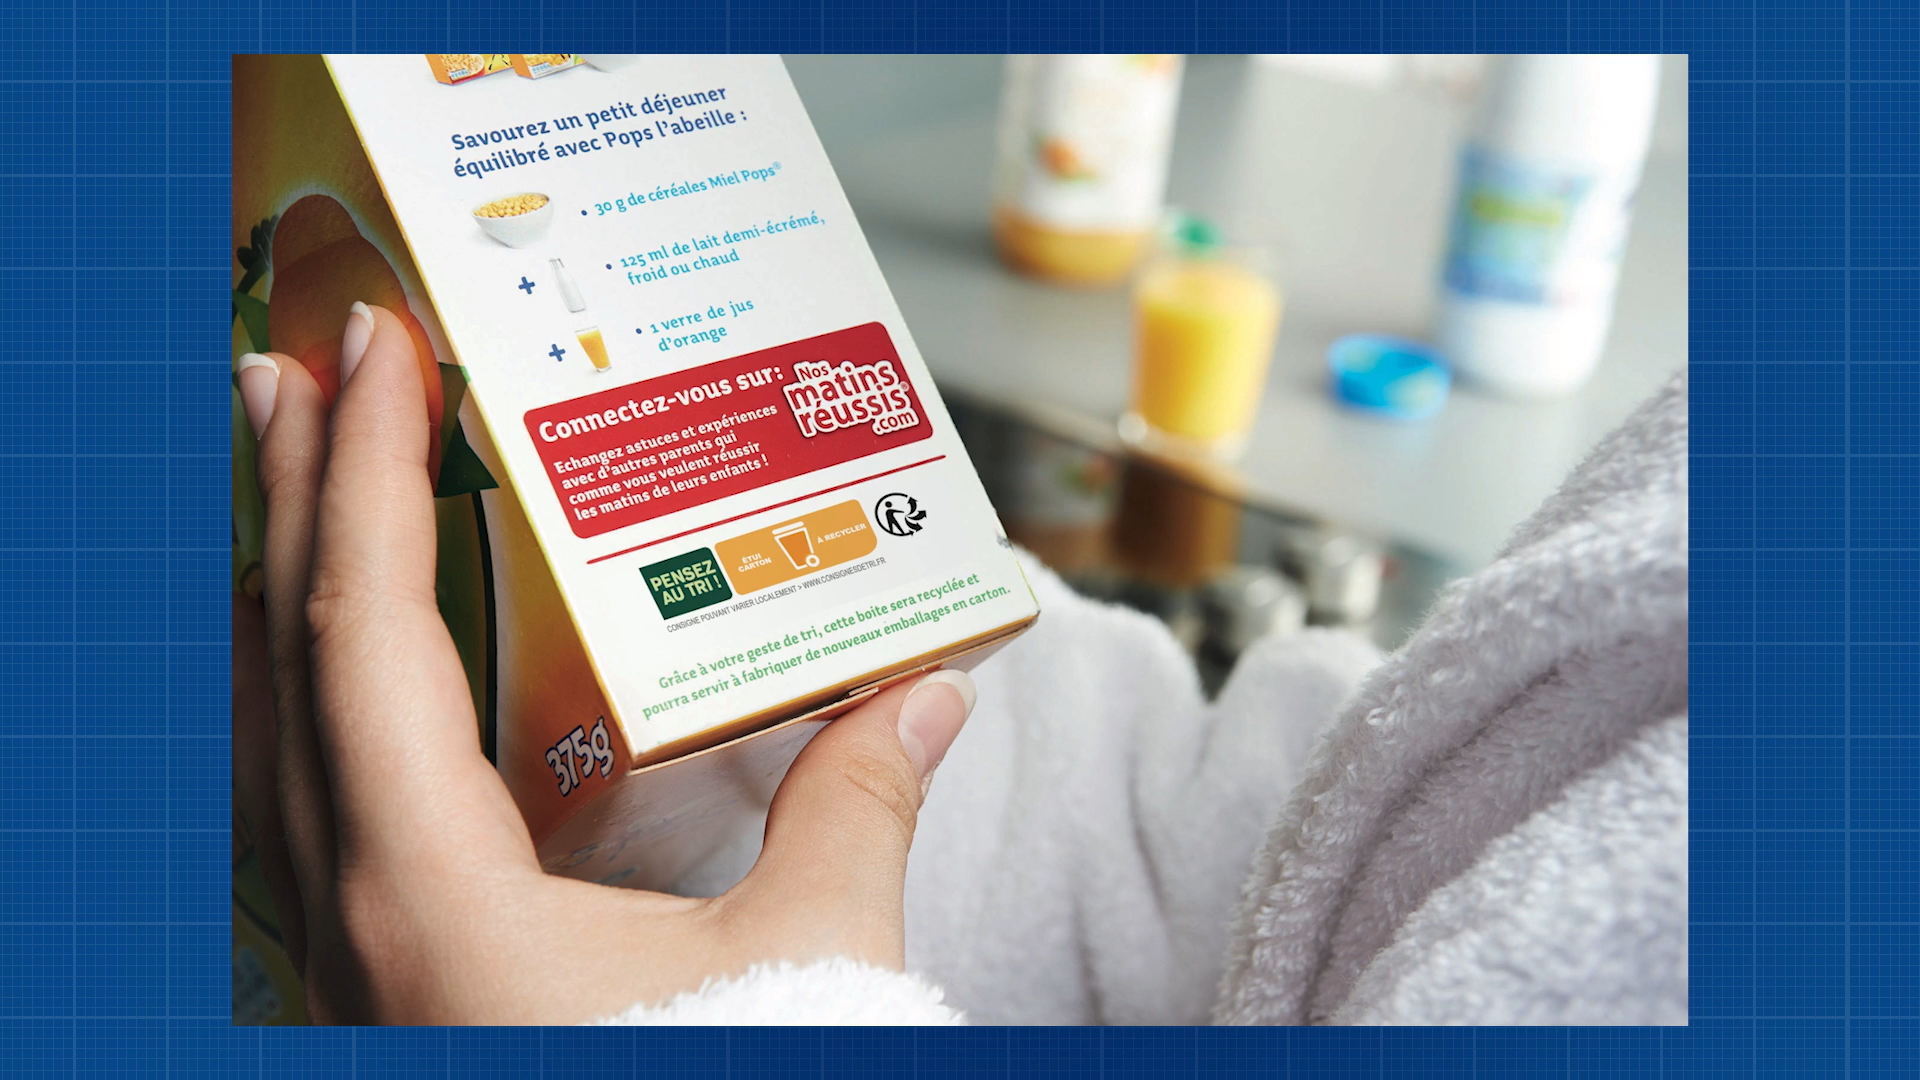 Savourez un petit déjeuner
équilibré avec Pops l'abeille :
• 30 g de céréales Miel Pops®
+
• 125 ml de lait demi-écrémé,
froid ou chaud
+
• 1 verre de jus
d'orange
Connectez-vous sur:
Echangez astuces et expériences
avec d'autres parents qui
comme vous veulent réussir
les matins de leurs enfants !
Nos
matins
réussis®
.com
PENSEZ
AU TRI !
ÉTUI
CARTON
À RECYCLER
CONSIGNE POUVANT VARIER LOCALEMENT > WWW.CONSIGNESDETRI.FR
Grâce à votre geste de tri, cette boite sera recyclée et
pourra servir à fabriquer de nouveaux emballages en carton.
375g